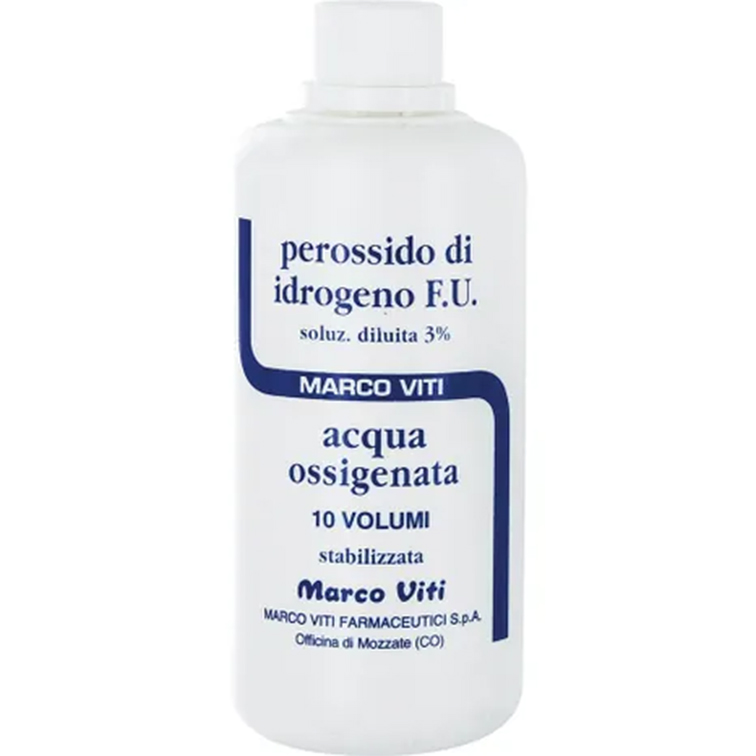 perossido di
idrogeno F.U.
soluz. diluita 3%
MARCO VITI
acqua
ossigenata
10 VOLUMI
stabilizzata
Marco Viti
MARCO VITI FARMACEUTICI S.p.A.
Officina di Mozzate (CO)